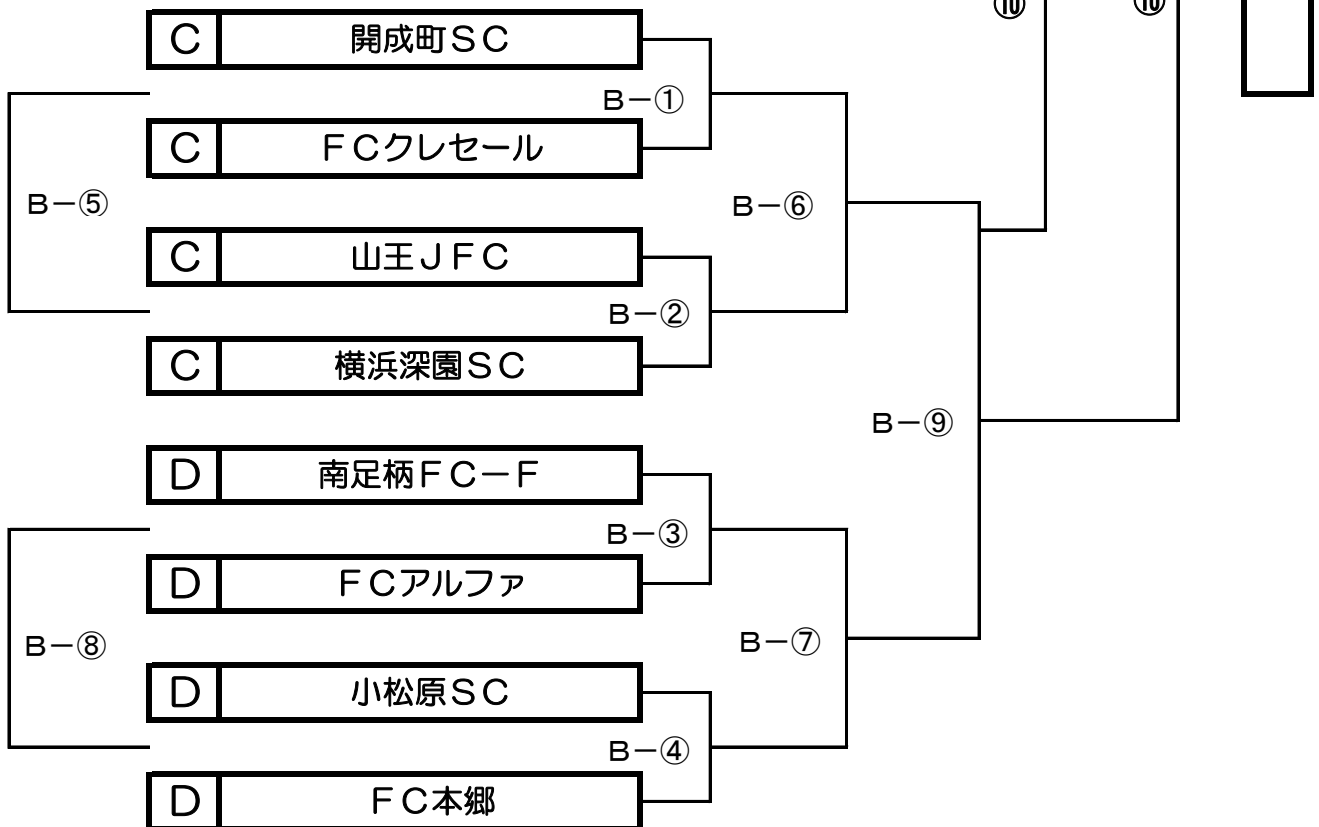 ⑩ ⑩
C 開成町SC
B-①
C FCクレセール
B-⑤ B-⑥
C 山王JFC
B-②
C 横浜深園SC
B-⑨
D 南足柄FC-F
B-③
D FCアルファ
B-⑧ B-⑦
D 小松原SC
B-④
D FC本郷